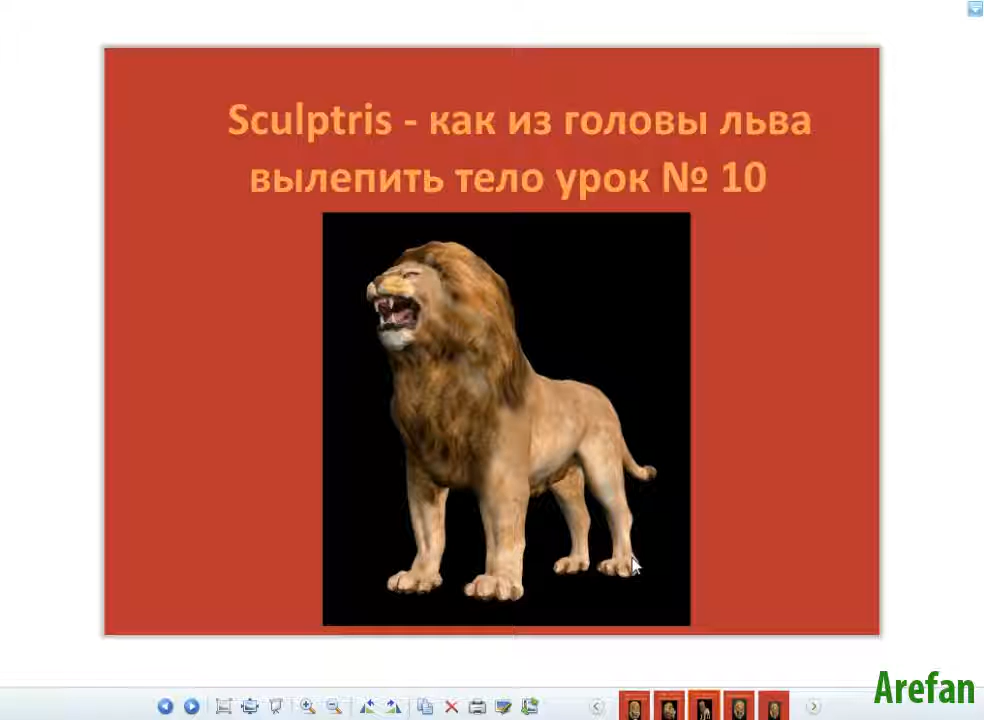 Sculptris - как из головы льва
вылепить тело урок № 10
Arefan